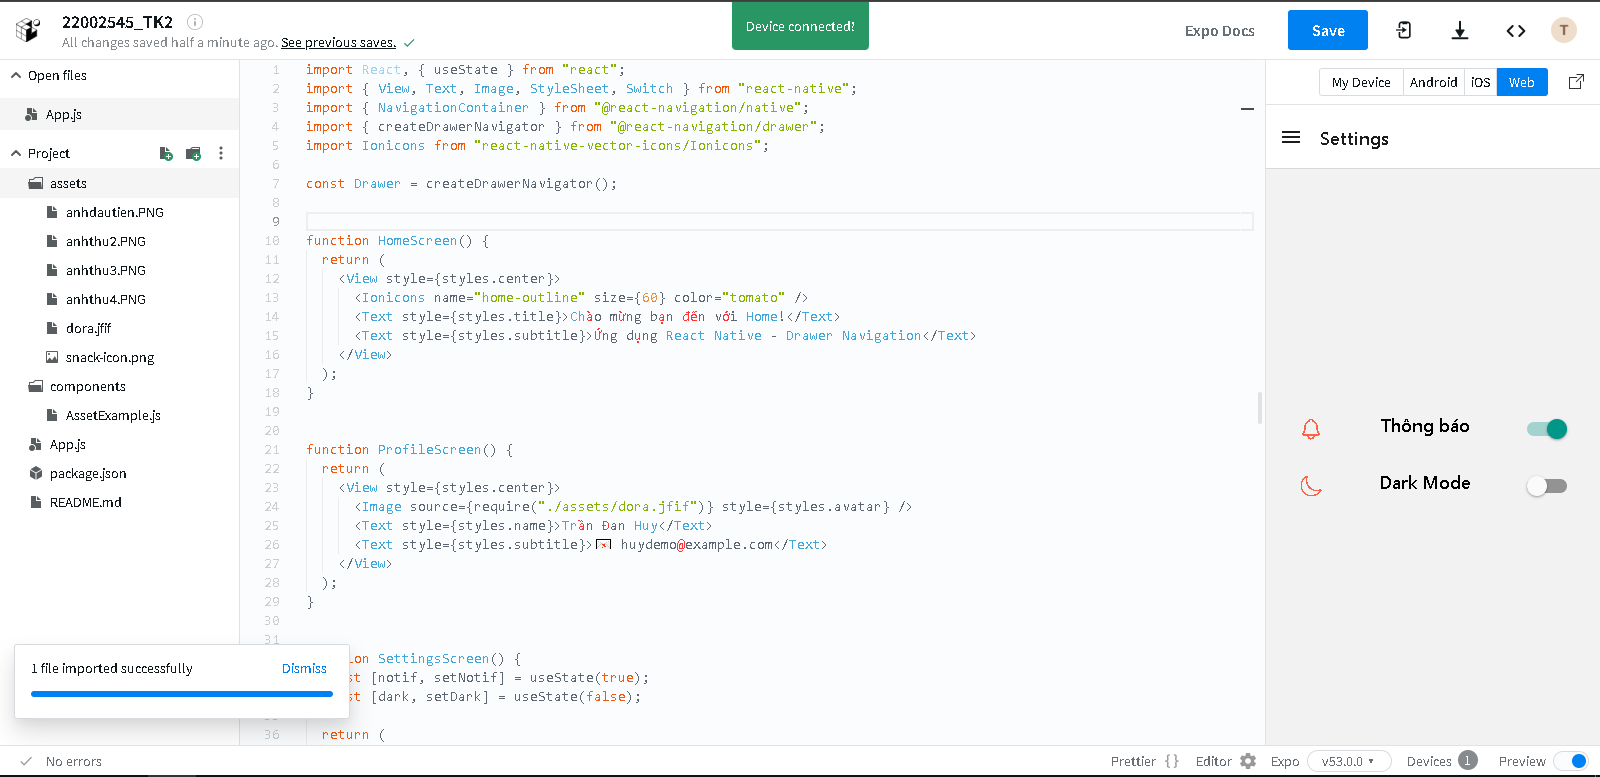 22002545_TK2
All changes saved half a minute ago. See previous saves.
Device connected!
Expo Docs
Save
T
Open files
App.js
Project
assets
anhdautien.PNG
anhthu2.PNG
anhthu3.PNG
anhthu4.PNG
dora.jfif
snack-icon.png
components
AssetExample.js
App.js
package.json
README.md
1 file imported successfully
Dismiss
1 import React, { useState } from "react";
2 import { View, Text, Image, StyleSheet, Switch } from "react-native";
3 import { NavigationContainer } from "@react-navigation/native";
4 import { createDrawerNavigator } from "@react-navigation/drawer";
5 import Ionicons from "react-native-vector-icons/Ionicons";
6
7 const Drawer = createDrawerNavigator();
8
9
10 function HomeScreen() {
11 return (
12 <View style={styles.center}>
13 <Ionicons name="home-outline" size={60} color="tomato" />
14 <Text style={styles.title}>Chào mừng bạn đến với Home!</Text>
15 <Text style={styles.subtitle}>Ứng dụng React Native - Drawer Navigation</Text>
16 </View>
17 );
18 }
19
20
21 function ProfileScreen() {
22 return (
23 <View style={styles.center}>
24 <Image source={require("./assets/dora.jfif")} style={styles.avatar} />
25 <Text style={styles.name}>Trần Đan Huy</Text>
26 <Text style={styles.subtitle}>✉️ huydemo@example.com</Text>
27 </View>
28 );
29 }
30
31
ion SettingsScreen() {
st [notif, setNotif] = useState(true);
st [dark, setDark] = useState(false);
36 return (
My Device
Android
iOS
Web
Settings
Thông báo
Dark Mode
No errors
Prettier {}
Editor
Expo
v53.0.0
Devices 1
Preview